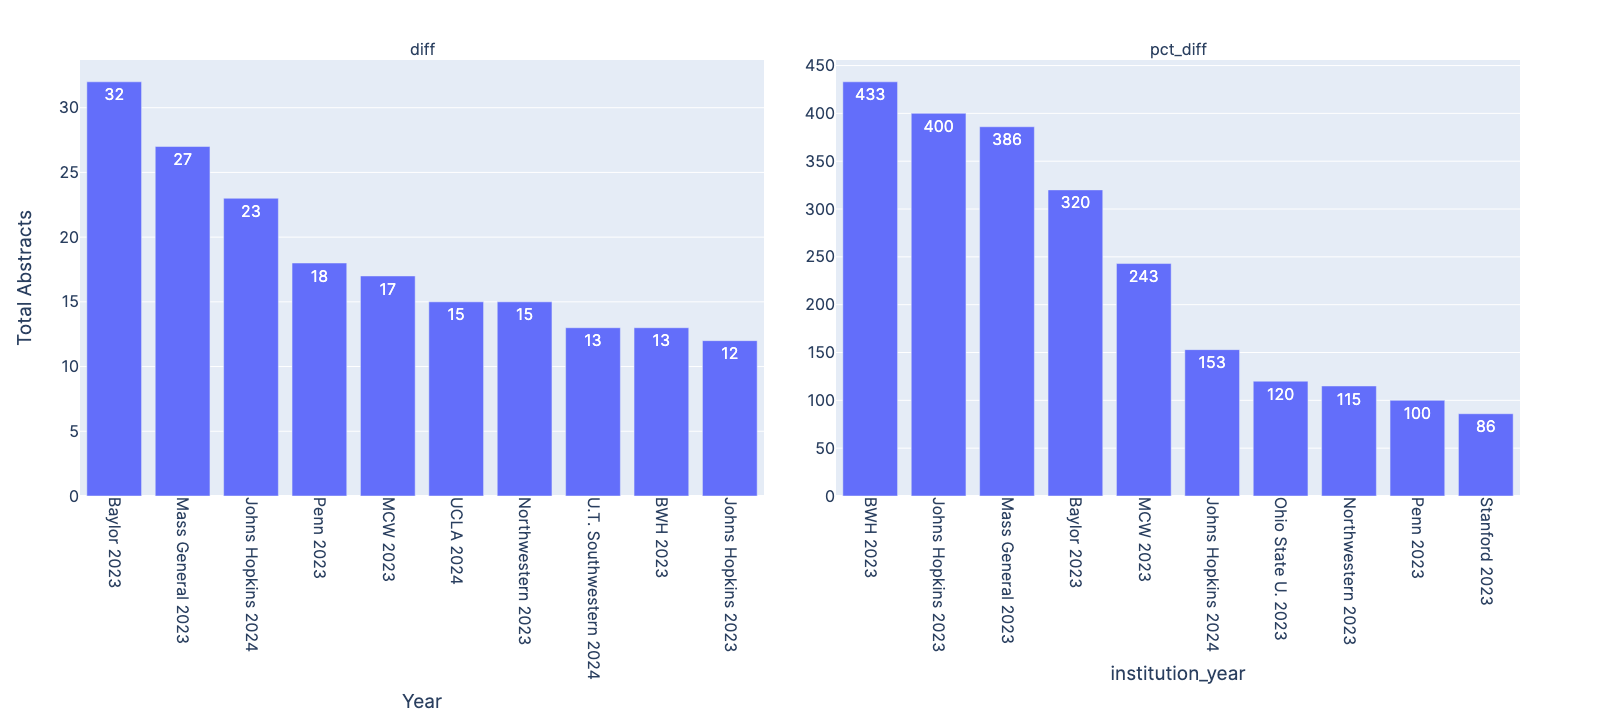 diff
Total Abstracts
30
25
20
15
10
5
0
32
27
23
18
17
15
15
13
13
12
Baylor 2023
Mass General 2023
Johns Hopkins 2024
Penn 2023
MCW 2023
UCLA 2024
Northwestern 2023
U.T. Southwestern 2024
BWH 2023
Johns Hopkins 2023
Year
pct_diff
450
400
350
300
250
200
150
100
50
0
433
400
386
320
243
153
120
115
100
86
BWH 2023
Johns Hopkins 2023
Mass General 2023
Baylor 2023
MCW 2023
Johns Hopkins 2024
Ohio State U. 2023
Northwestern 2023
Penn 2023
Stanford 2023
institution_year